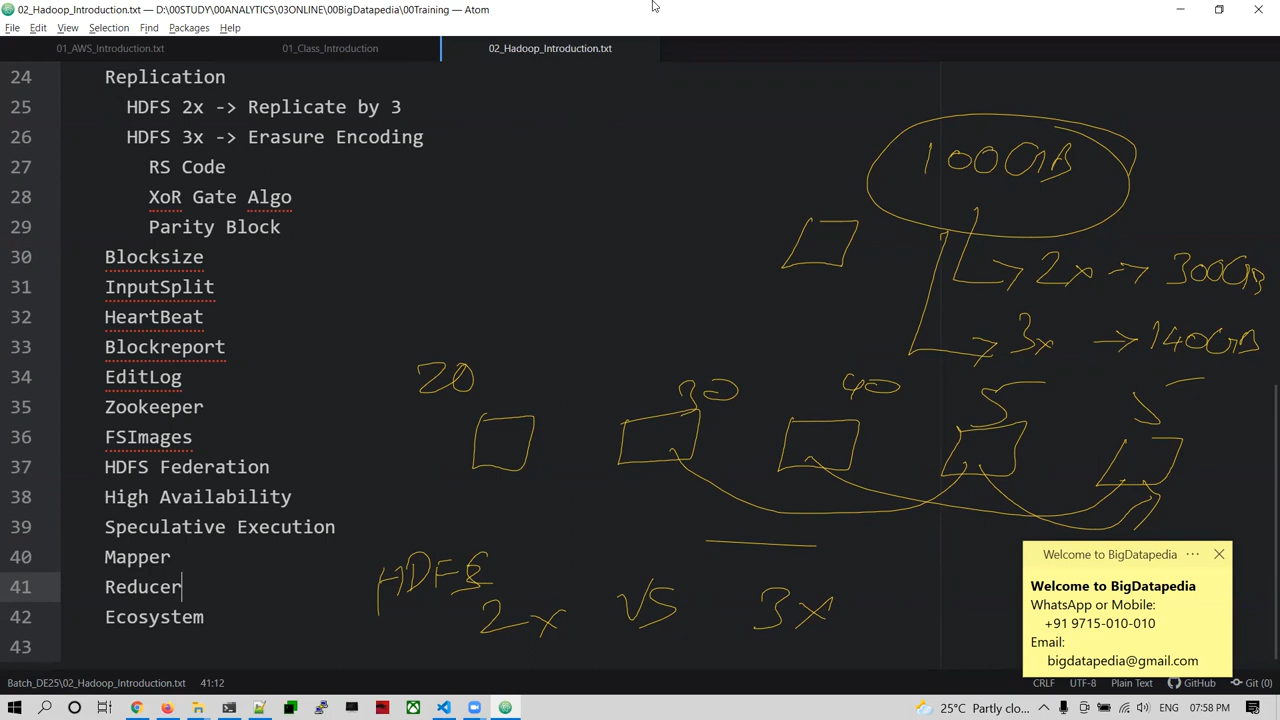 02_Hadoop_Introduction.txt — D:\00STUDY\00ANALYTICS\03ONLINE\00BigDatapedia\00Training — Atom
File Edit View Selection Find Packages Help
01_AWS_Introduction.txt 01_Class_Introduction 02_Hadoop_Introduction.txt
24 Replication
25 HDFS 2x -> Replicate by 3
26 HDFS 3x -> Erasure Encoding
27 RS Code
28 XoR Gate Algo
29 Parity Block
30 Blocksize
31 InputSplit
32 HeartBeat
33 Blockreport
34 EditLog
35 Zookeeper
36 FSImages
37 HDFS Federation
38 High Availability
39 Speculative Execution
40 Mapper
41 Reducer
42 Ecosystem
43
100GB
2x -> 300GB
3x -> 140GB
20 30 40 5 5
HDFS
2x VS 3x
Welcome to BigDatapedia
Welcome to BigDatapedia
WhatsApp or Mobile:
+91 9715-010-010
Email:
bigdatapedia@gmail.com
Batch_DE25\02_Hadoop_Introduction.txt 41:12 CRLF UTF-8 Plain Text GitHub Git (0)
25°C Partly clo... ENG 07:58 PM